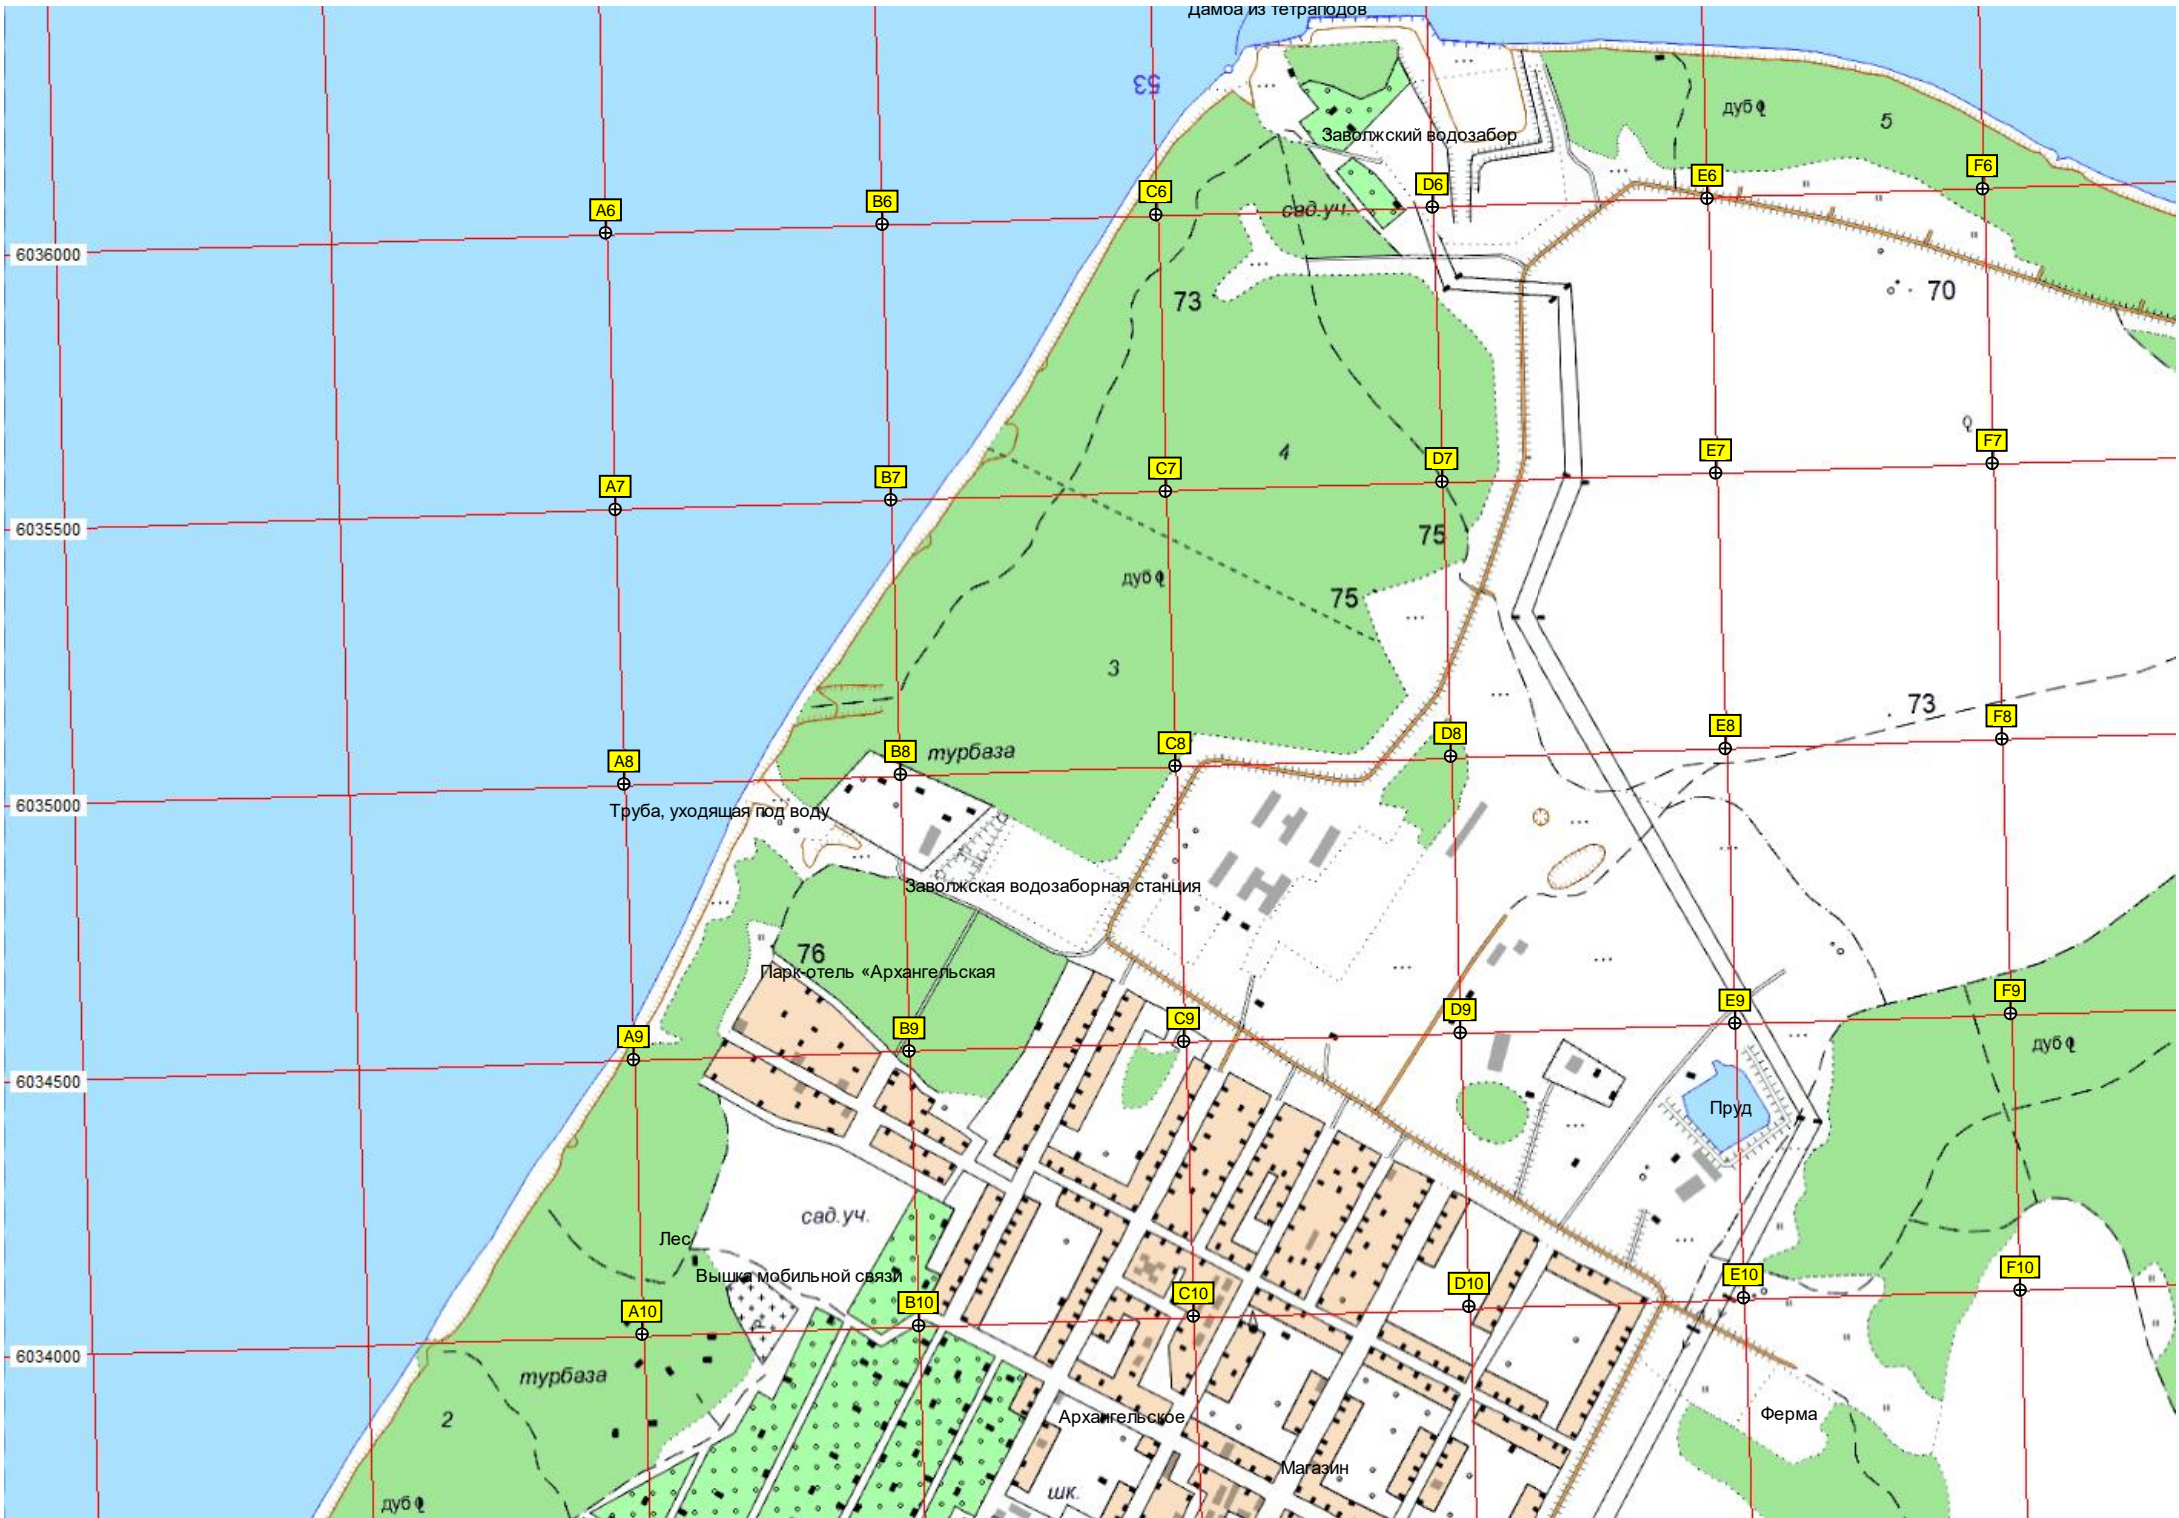 Дамба из тетраподов
53
дуб
5
Заволжский водозабор
A6
B6
C6
D6
E6
F6
сад.уч.
6036000
73
70
4
A7
B7
C7
D7
E7
F7
6035500
75
дуб
75
3
73
A8
B8
турбаза
C8
D8
E8
F8
6035000
Труба, уходящая под воду
Заволжская водозаборная станция
76
Парк-отель «Архангельская
A9
B9
C9
D9
E9
F9
дуб
6034500
Пруд
сад.уч.
Лес
Вышка мобильной связи
A10
B10
C10
D10
E10
F10
6034000
турбаза
2
Архангельское
Ферма
Магазин
шк.
дуб